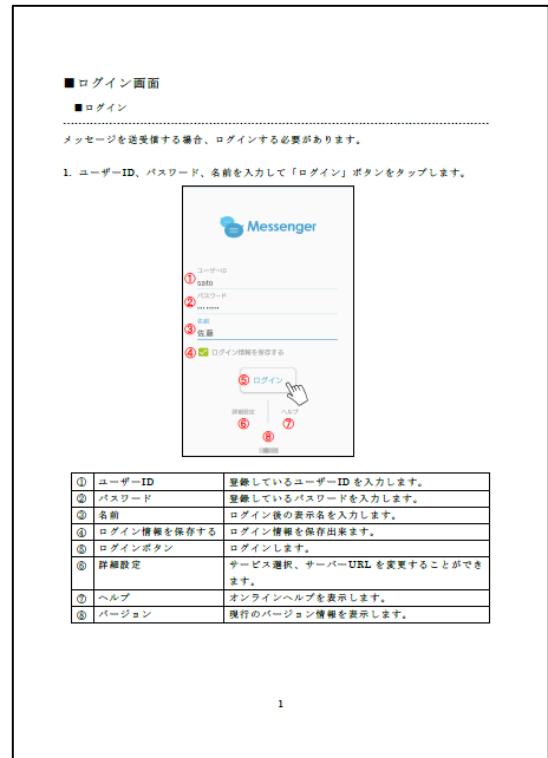 ■ログイン画面
■ログイン
メッセージを送受信する場合、ログインする必要があります。
1. ユーザーID、パスワード、名前を入力して「ログイン」ボタンをタップします。
Messenger
ユーザーID
① sato
パスワード
② ········
名前
③ 佐藤
④ ログイン情報を保存する
⑤ ログイン
詳細設定 ヘルプ
⑥ ⑦
⑧
① ユーザーID 登録しているユーザーIDを入力します。
② パスワード 登録しているパスワードを入力します。
③ 名前 ログイン後の表示名を入力します。
④ ログイン情報を保存する ログイン情報を保存出来ます。
⑤ ログインボタン ログインします。
⑥ 詳細設定 サービス選択、サーバーURLを変更することができ
ます。
⑦ ヘルプ オンラインヘルプを表示します。
⑧ バージョン 現行のバージョン情報を表示します。
1